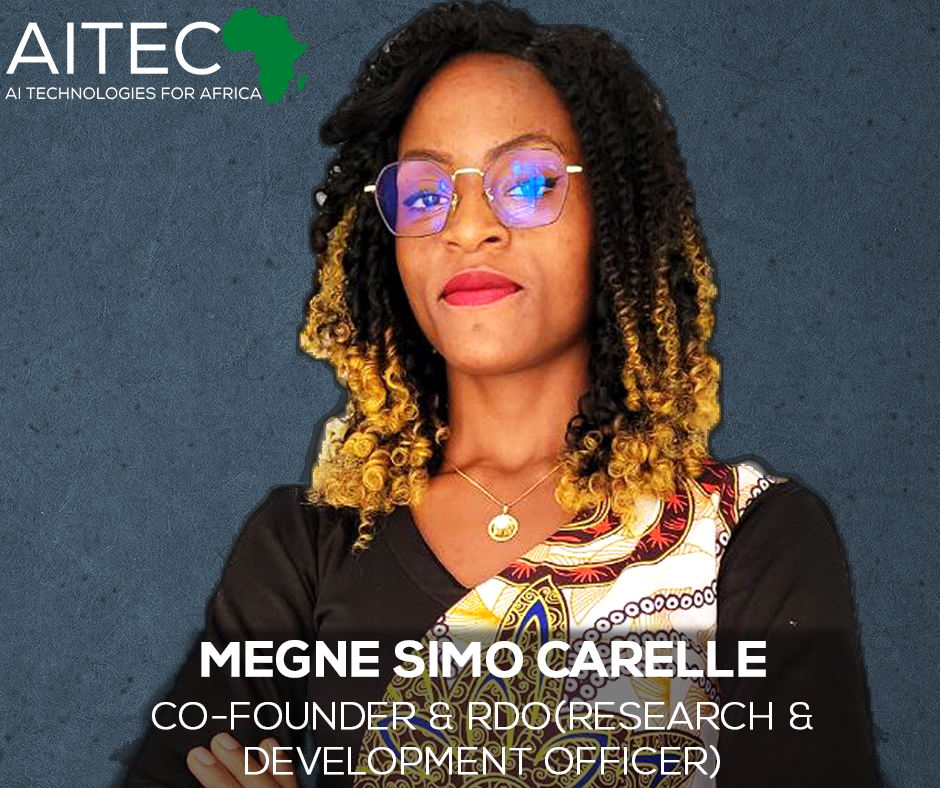 AITEC
AI TECHNOLOGIES FOR AFRICA
MEGNE SIMO CARELLE
CO-FOUNDER & RDO(RESEARCH &
DEVELOPMENT OFFICER)